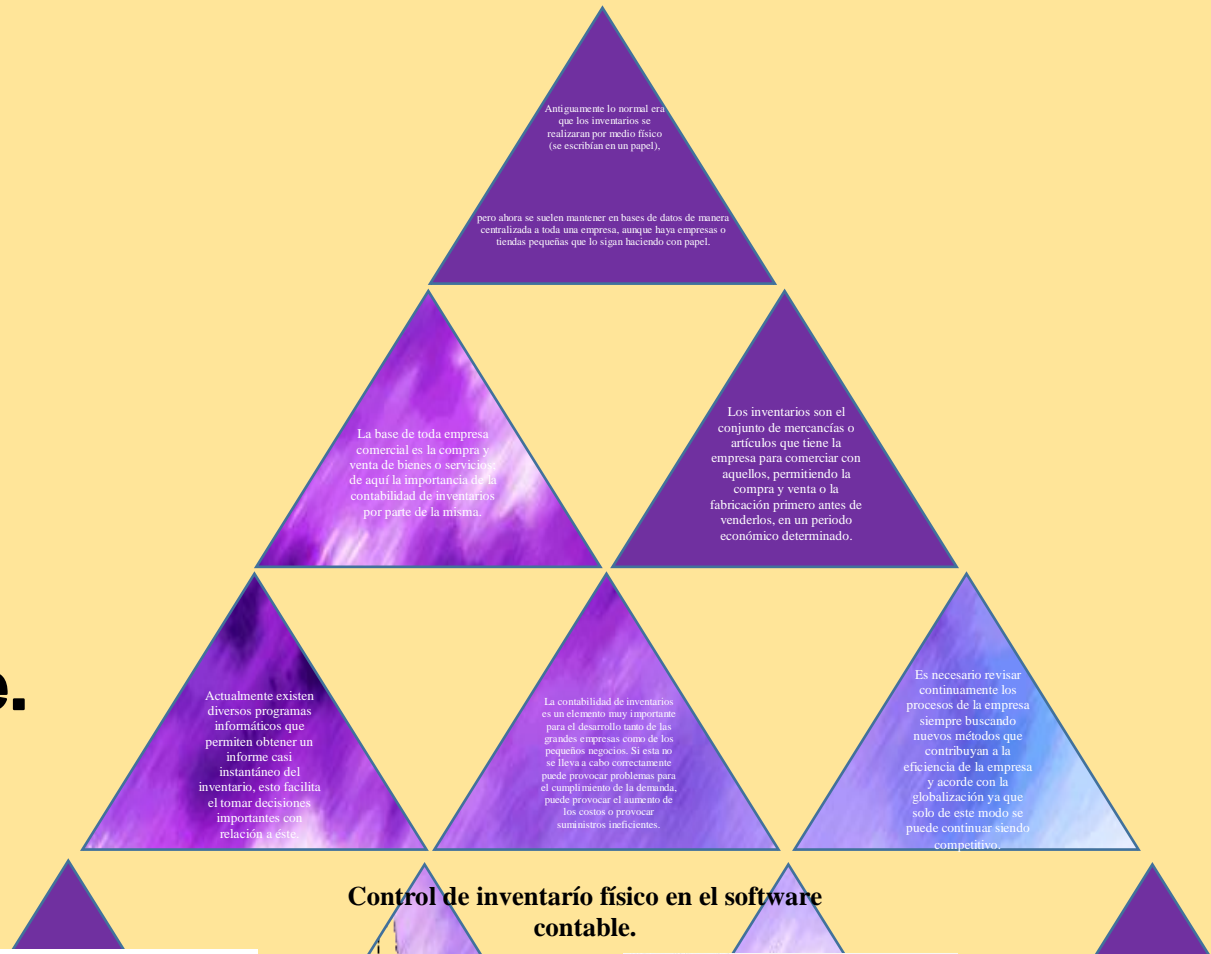 Antiguamente lo normal era
que los inventarios se
realizaran por medio físico
(se escribían en un papel),
pero ahora se suelen mantener en bases de datos de manera
centralizada a toda una empresa, aunque haya empresas o
tiendas pequeñas que lo sigan haciendo con papel.
La base de toda empresa
comercial es la compra y
venta de bienes o servicios;
de aquí la importancia de la
contabilidad de inventarios
por parte de la misma.
Los inventarios son el
conjunto de mercancías o
artículos que tiene la
empresa para comerciar con
aquellos, permitiendo la
compra y venta o la
fabricación primero antes de
venderlos, en un periodo
económico determinado.
Actualmente existen
diversos programas
informáticos que
permiten obtener un
informe casi
instantáneo del
inventario, esto facilita
el tomar decisiones
importantes con
relación a éste.
La contabilidad de inventarios
es un elemento muy importante
para el desarrollo tanto de las
grandes empresas como de los
pequeños negocios. Si esta no
se lleva a cabo correctamente
puede provocar problemas para
el cumplimiento de la demanda,
puede provocar el aumento de
los costos o provocar
suministros ineficientes.
Es necesario revisar
continuamente los
procesos de la empresa
siempre buscando
nuevos métodos que
contribuyan a la
eficiencia de la empresa
y acorde con la
globalización ya que
solo de este modo se
puede continuar siendo
competitivo.
e.
Control de inventarío físico en el software
contable.